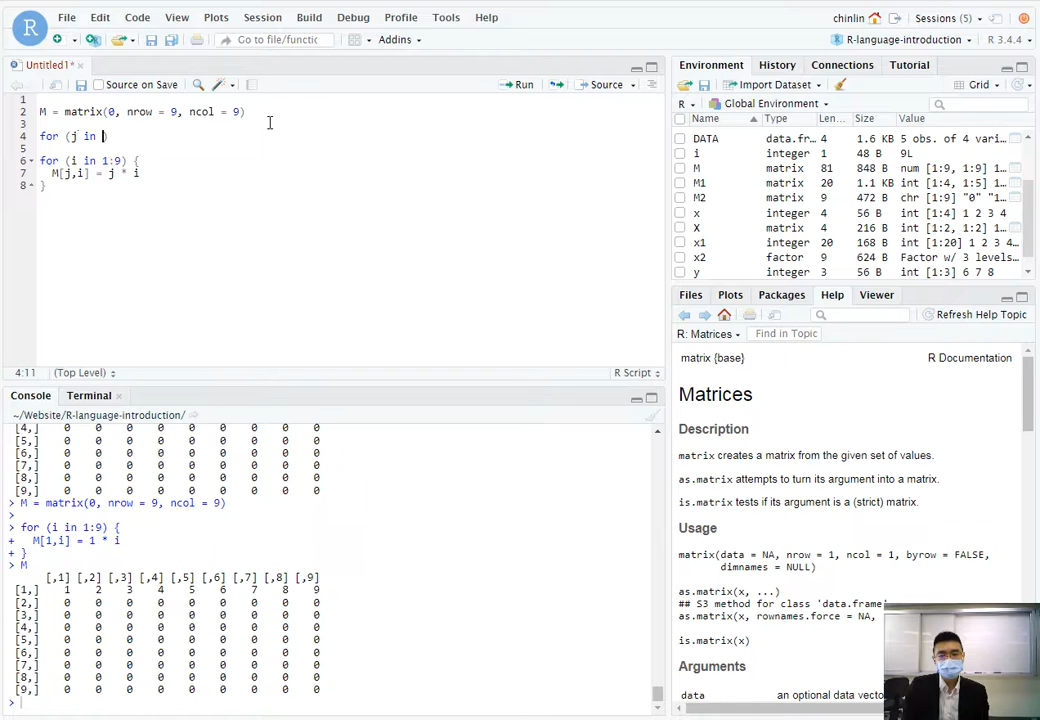 File Edit Code View Plots Session Build Debug Profile Tools Help
chinlin Sessions (5)
Go to file/functic Addins
R-language-introduction R 3.4.4
Untitled1*
Source on Save Run Source
1
2 M = matrix(0, nrow = 9, ncol = 9)
3
4 for (j in )
5
6 for (i in 1:9) {
7 M[j,i] = j * i
8 }
4:11 (Top Level) R Script
Console Terminal
~/Website/R-language-introduction/
[4,] 0 0 0 0 0 0 0 0 0
[5,] 0 0 0 0 0 0 0 0 0
[6,] 0 0 0 0 0 0 0 0 0
[7,] 0 0 0 0 0 0 0 0 0
[8,] 0 0 0 0 0 0 0 0 0
[9,] 0 0 0 0 0 0 0 0 0
> M = matrix(0, nrow = 9, ncol = 9)
>
> for (i in 1:9) {
+ M[1,i] = 1 * i
+ }
> M
[,1] [,2] [,3] [,4] [,5] [,6] [,7] [,8] [,9]
[1,] 1 2 3 4 5 6 7 8 9
[2,] 0 0 0 0 0 0 0 0 0
[3,] 0 0 0 0 0 0 0 0 0
[4,] 0 0 0 0 0 0 0 0 0
[5,] 0 0 0 0 0 0 0 0 0
[6,] 0 0 0 0 0 0 0 0 0
[7,] 0 0 0 0 0 0 0 0 0
[8,] 0 0 0 0 0 0 0 0 0
[9,] 0 0 0 0 0 0 0 0 0
>
Environment History Connections Tutorial
Import Dataset Grid
R Global Environment
Name Type Len... Size Value
DATA data.fr... 4 1.6 KB 5 obs. of 4 vari...
i integer 1 48 B 9L
M matrix 81 848 B num [1:9, 1:9] 1...
M1 matrix 20 1.1 KB int [1:4, 1:5] 1...
M2 matrix 9 472 B chr [1:9] "0" "1...
x integer 4 56 B int [1:4] 1 2 3 4
X matrix 4 216 B int [1:2, 1:2] 1...
x1 integer 20 168 B int [1:20] 1 2 3 4...
x2 factor 9 624 B Factor w/ 3 levels...
y integer 3 56 B int [1:3] 6 7 8
Files Plots Packages Help Viewer
Refresh Help Topic
R: Matrices Find in Topic
matrix {base} R Documentation
Matrices
Description
matrix creates a matrix from the given set of values.
as.matrix attempts to turn its argument into a matrix.
is.matrix tests if its argument is a (strict) matrix.
Usage
matrix(data = NA, nrow = 1, ncol = 1, byrow = FALSE,
dimnames = NULL)
as.matrix(x, ...)
## S3 method for class 'data.frame'
as.matrix(x, rownames.force = NA,
is.matrix(x)
Arguments
data an optional data vecto